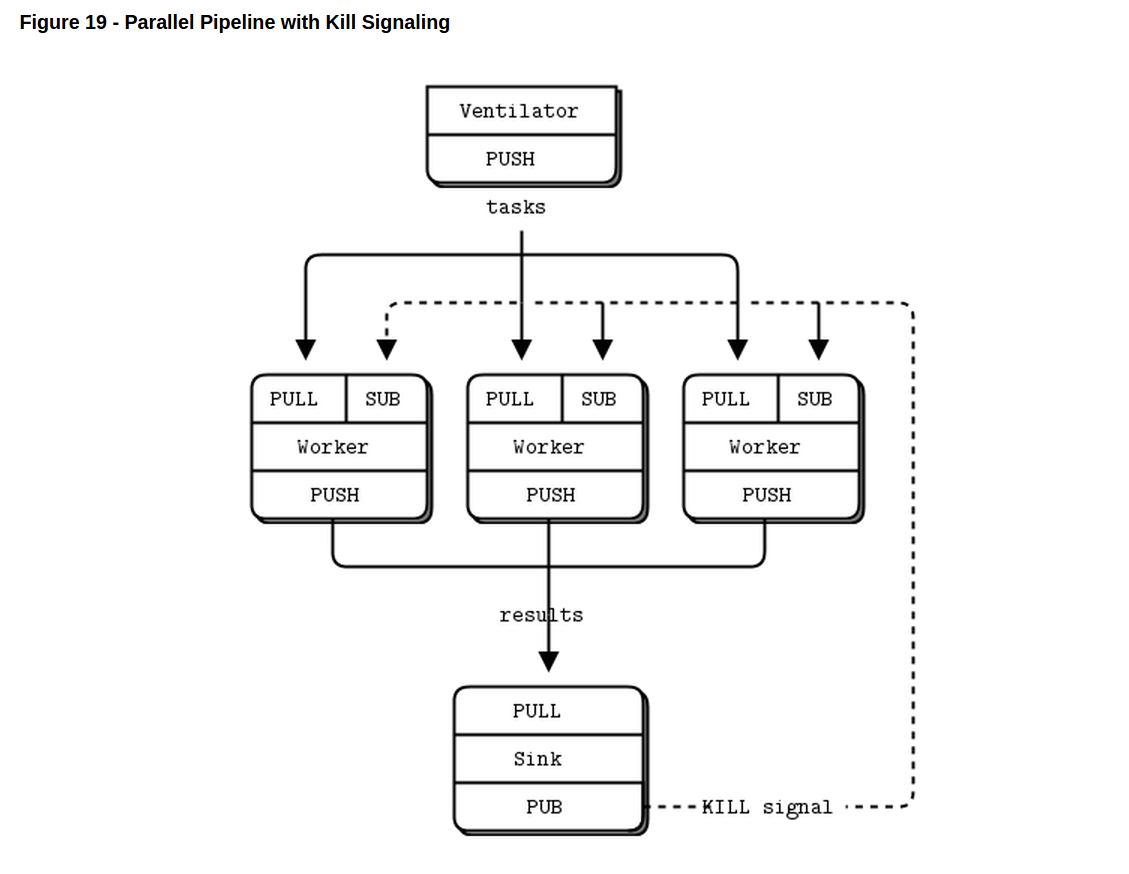 Figure 19 - Parallel Pipeline with Kill Signaling
Ventilator
PUSH
tasks
PULL SUB PULL SUB PULL SUB
Worker Worker Worker
PUSH PUSH PUSH
results
PULL
Sink
PUB KILL signal